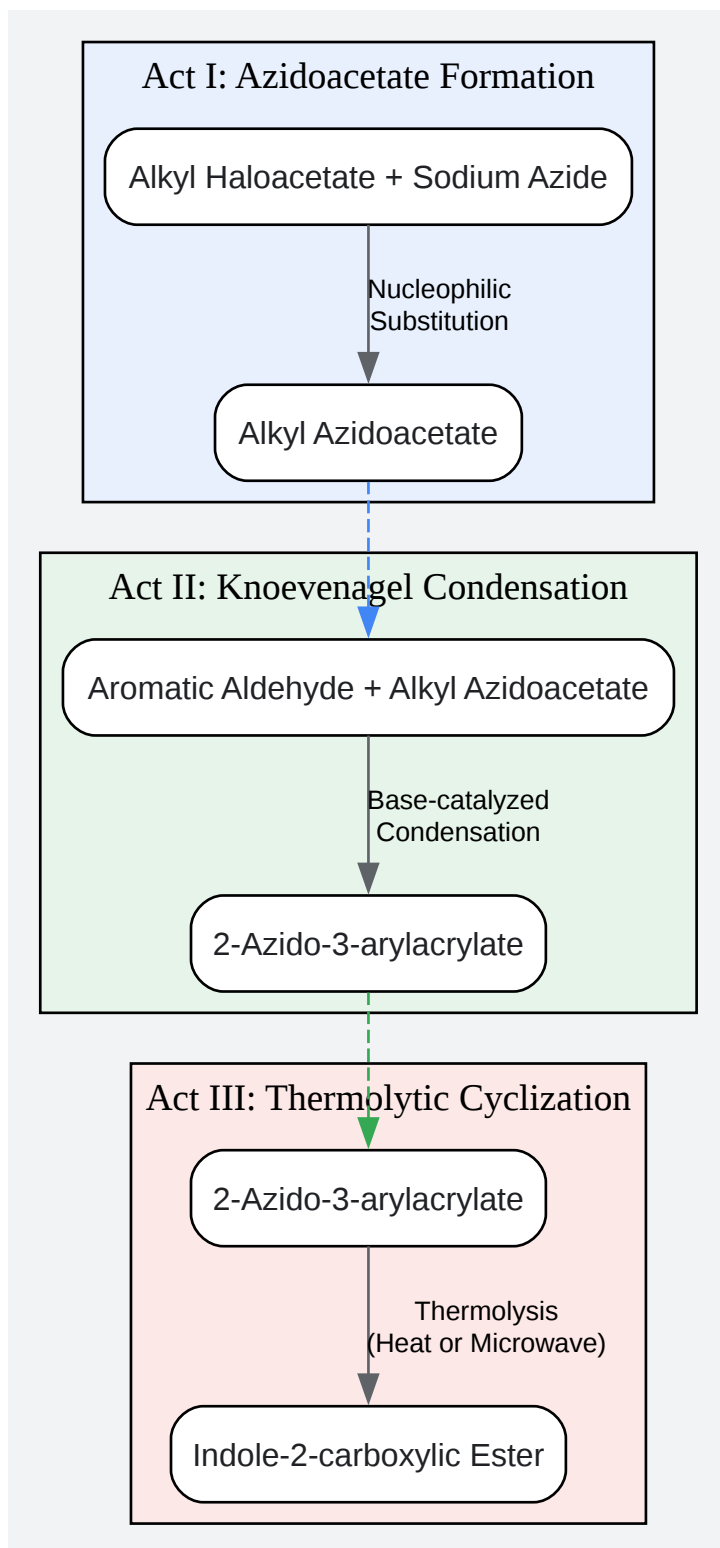 Act I: Azidoacetate Formation
Alkyl Haloacetate + Sodium Azide
Nucleophilic
Substitution
Alkyl Azidoacetate
Act II: Knoevenagel Condensation
Aromatic Aldehyde + Alkyl Azidoacetate
Base-catalyzed
Condensation
2-Azido-3-arylacrylate
Act III: Thermolytic Cyclization
2-Azido-3-arylacrylate
Thermolysis
(Heat or Microwave)
Indole-2-carboxylic Ester